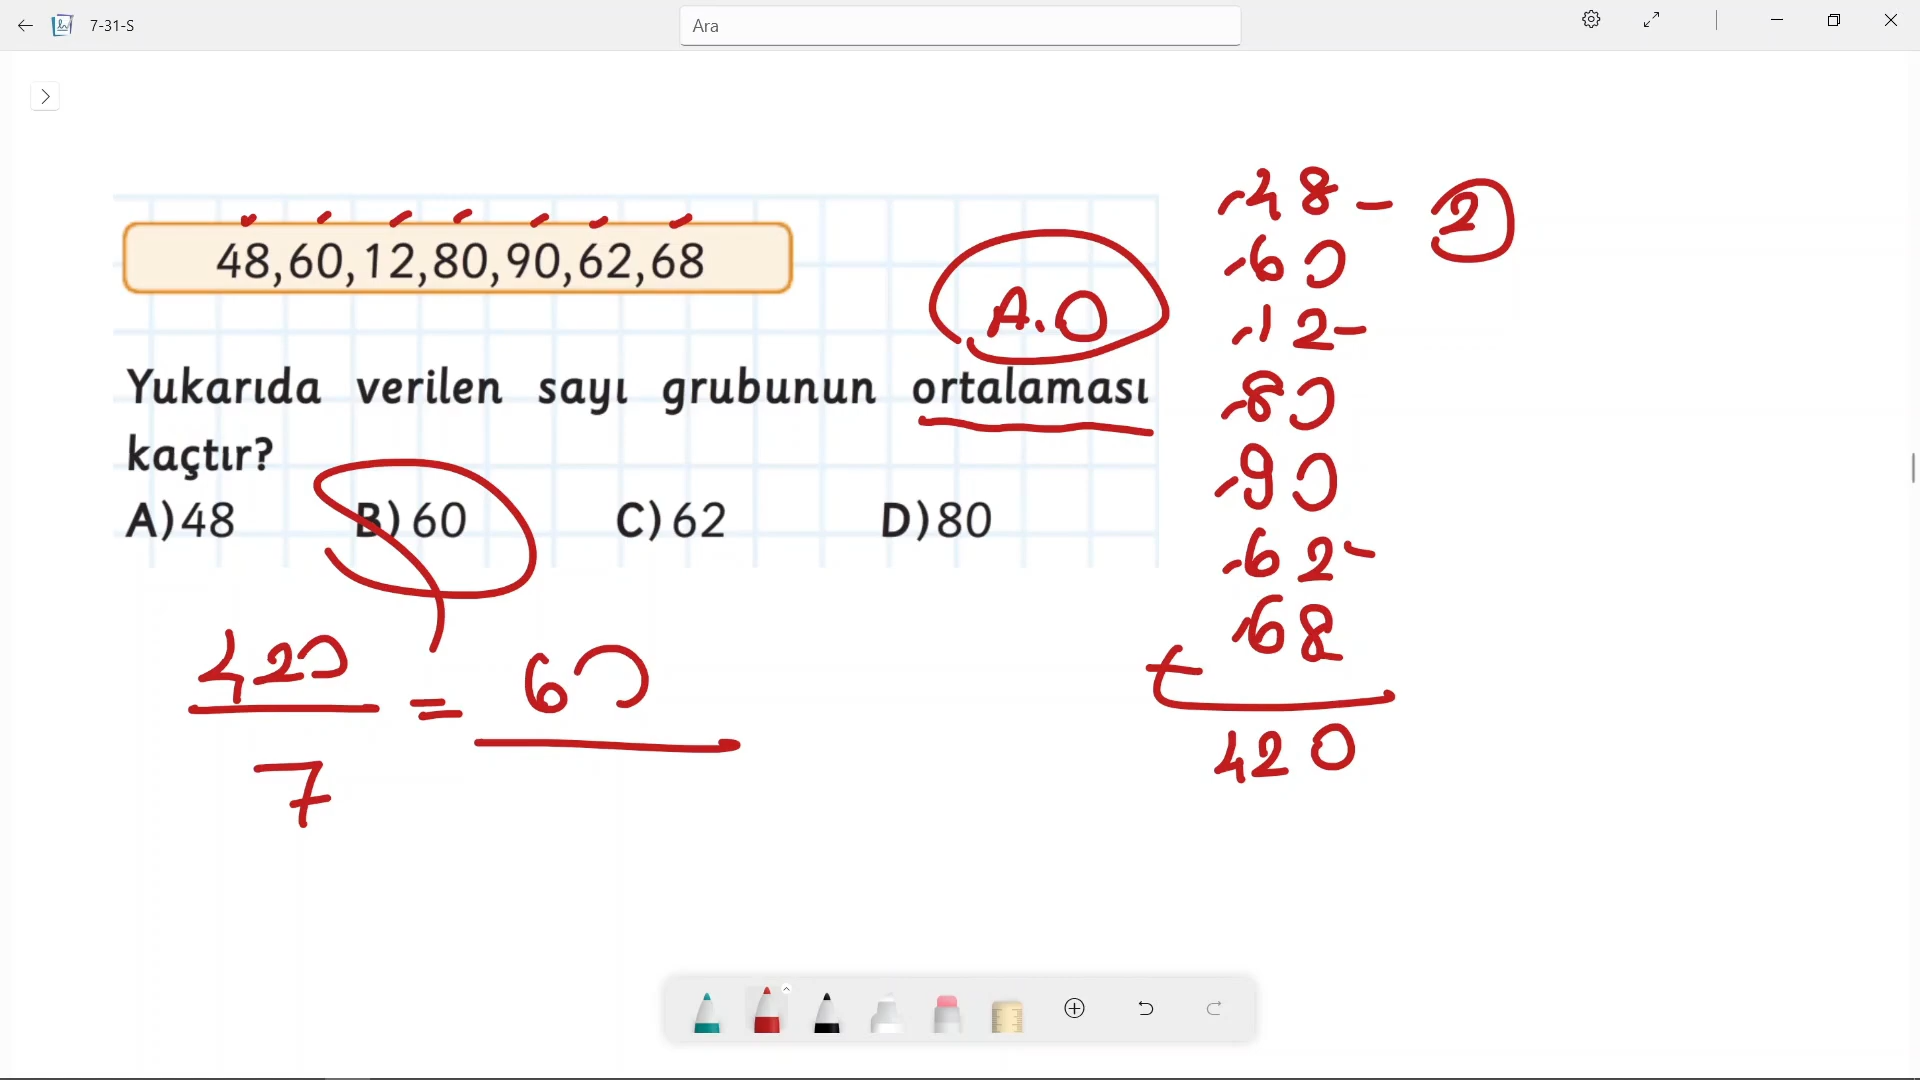 7-31-S
Ara
48,60,12,80,90,62,68
A.O
Yukarıda verilen sayı grubunun ortalaması
kaçtır?
A)48 B)60 C)62 D)80
420
7
= 60
48 - 2
60
12
80
90
62
68
+
420